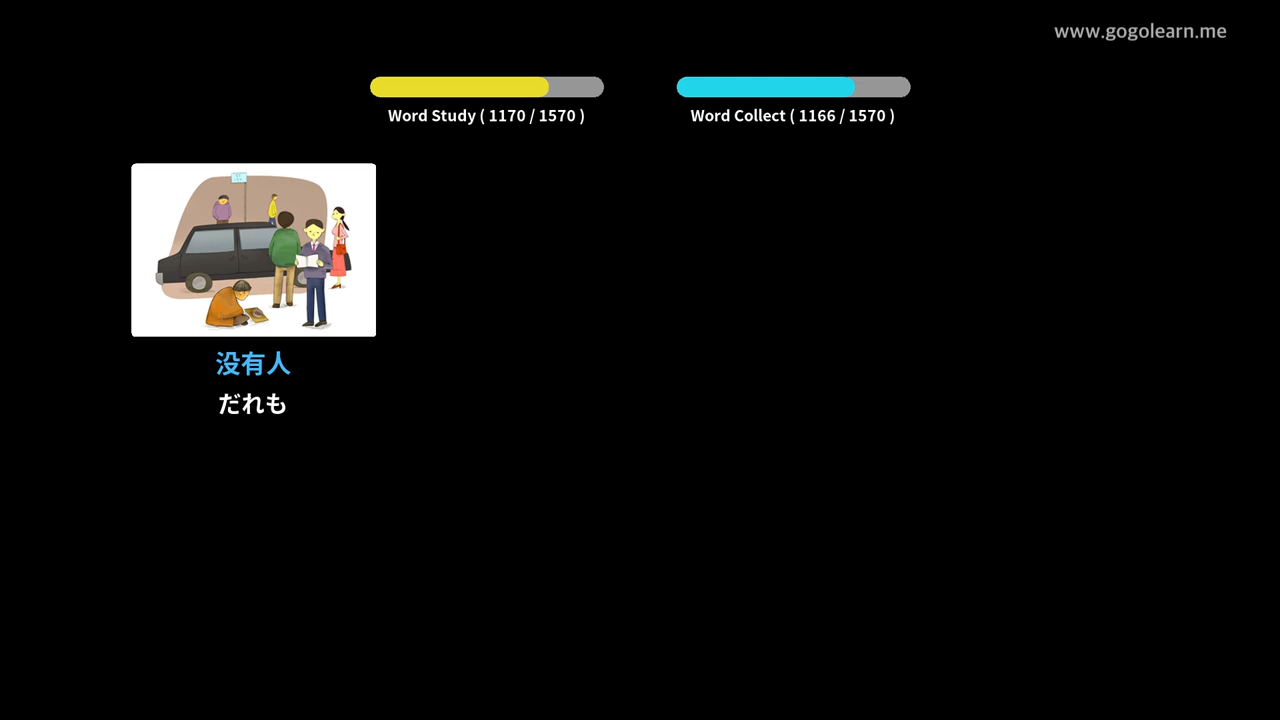 www.gogolearn.me
Word Study ( 1170 / 1570 )
Word Collect ( 1166 / 1570 )
没有人
だれも